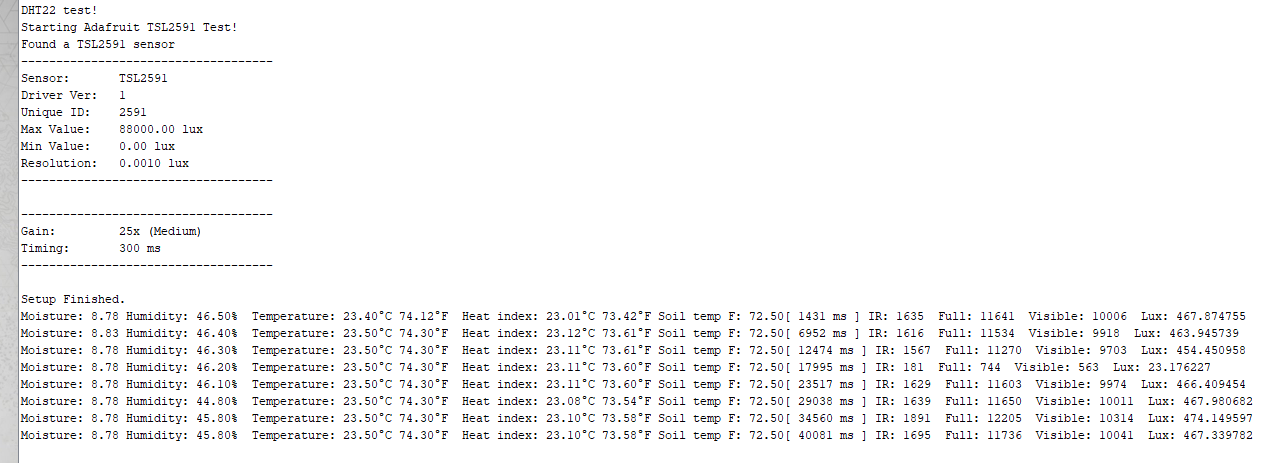 DHT22 test!
Starting Adafruit TSL2591 Test!
Found a TSL2591 sensor
------------------------------------
Sensor:       TSL2591
Driver Ver:   1
Unique ID:    2591
Max Value:    88000.00 lux
Min Value:    0.00 lux
Resolution:   0.0010 lux
------------------------------------
------------------------------------
Gain:         25x (Medium)
Timing:       300 ms
------------------------------------
Setup Finished.
Moisture: 8.78 Humidity: 46.50%  Temperature: 23.40°C 74.12°F  Heat index: 23.01°C 73.42°F Soil temp F: 72.50[ 1431 ms ] IR: 1635  Full: 11641  Visible: 10006  Lux: 467.874755
Moisture: 8.83 Humidity: 46.40%  Temperature: 23.50°C 74.30°F  Heat index: 23.12°C 73.61°F Soil temp F: 72.50[ 6952 ms ] IR: 1616  Full: 11534  Visible: 9918  Lux: 463.945739
Moisture: 8.78 Humidity: 46.30%  Temperature: 23.50°C 74.30°F  Heat index: 23.11°C 73.61°F Soil temp F: 72.50[ 12474 ms ] IR: 1567  Full: 11270  Visible: 9703  Lux: 454.450958
Moisture: 8.78 Humidity: 46.20%  Temperature: 23.50°C 74.30°F  Heat index: 23.11°C 73.60°F Soil temp F: 72.50[ 17995 ms ] IR: 181  Full: 744  Visible: 563  Lux: 23.176227
Moisture: 8.78 Humidity: 46.10%  Temperature: 23.50°C 74.30°F  Heat index: 23.11°C 73.60°F Soil temp F: 72.50[ 23517 ms ] IR: 1629  Full: 11603  Visible: 9974  Lux: 466.409454
Moisture: 8.78 Humidity: 44.80%  Temperature: 23.50°C 74.30°F  Heat index: 23.08°C 73.54°F Soil temp F: 72.50[ 29038 ms ] IR: 1639  Full: 11650  Visible: 10011  Lux: 467.980682
Moisture: 8.78 Humidity: 45.80%  Temperature: 23.50°C 74.30°F  Heat index: 23.10°C 73.58°F Soil temp F: 72.50[ 34560 ms ] IR: 1891  Full: 12205  Visible: 10314  Lux: 474.149597
Moisture: 8.78 Humidity: 45.80%  Temperature: 23.50°C 74.30°F  Heat index: 23.10°C 73.58°F Soil temp F: 72.50[ 40081 ms ] IR: 1695  Full: 11736  Visible: 10041  Lux: 467.339782